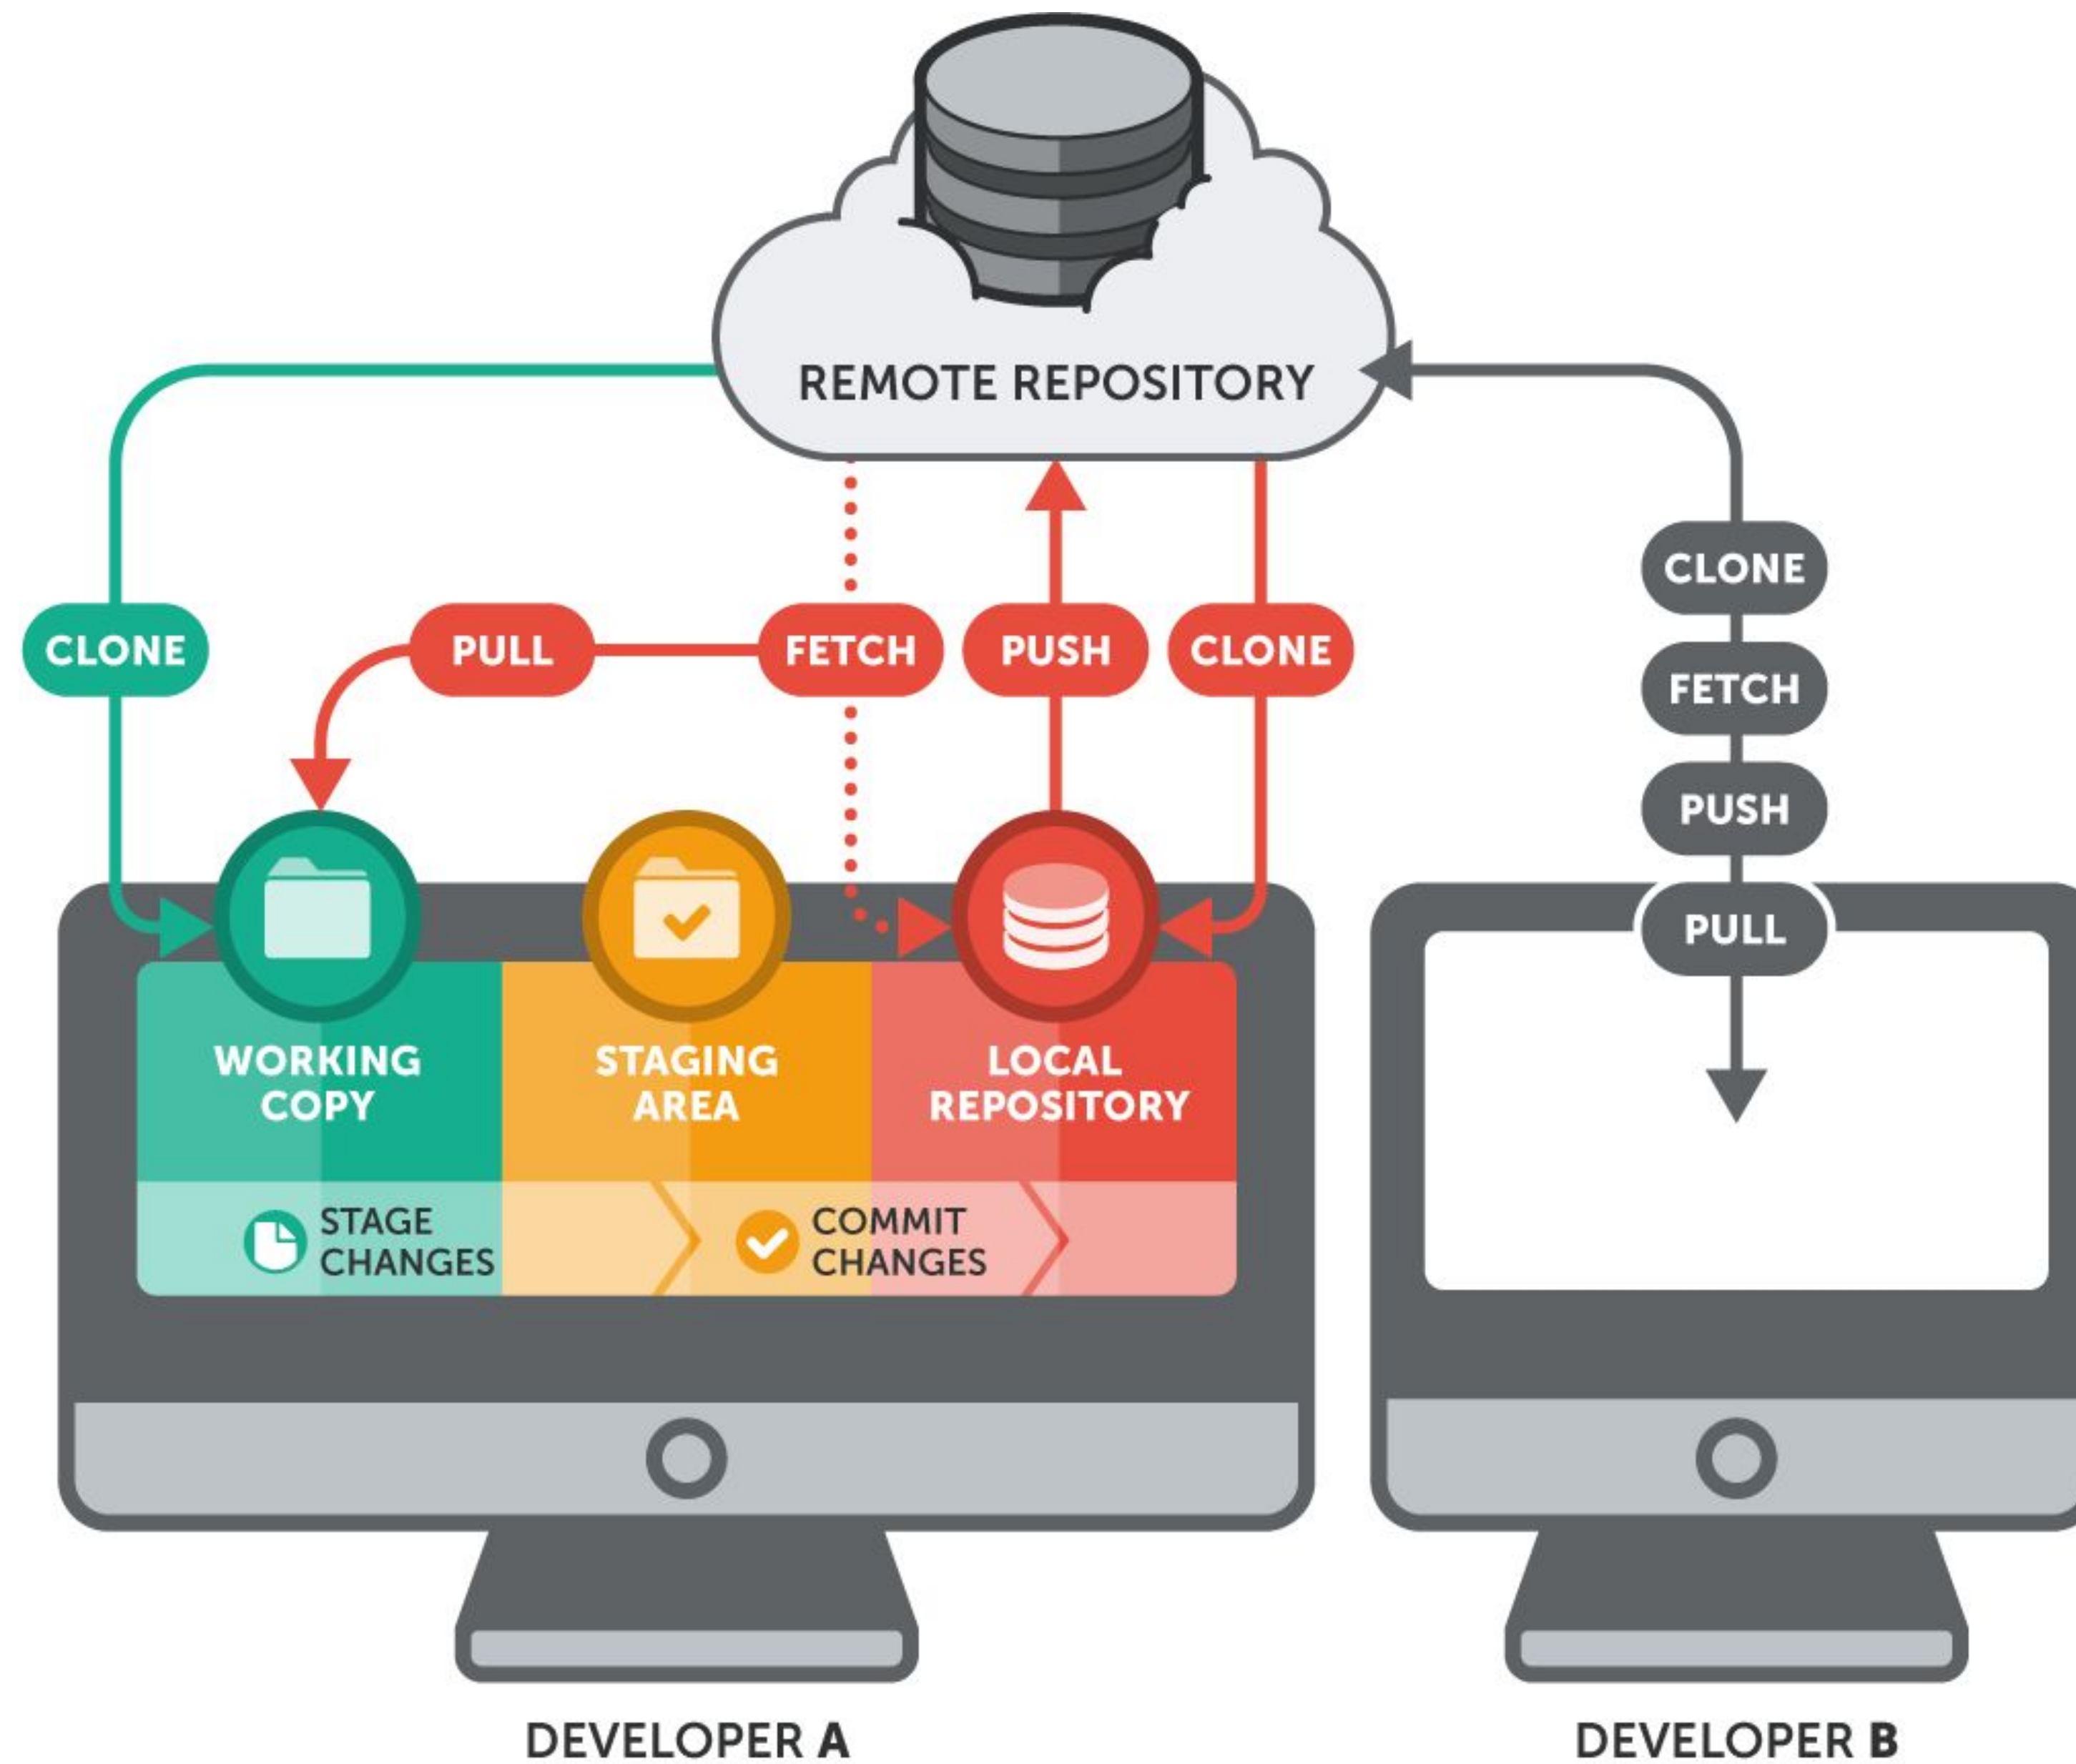 REMOTE REPOSITORY
CLONE
PULL
FETCH
PUSH
CLONE
CLONE
FETCH
PUSH
PULL
WORKING
COPY
STAGING
AREA
LOCAL
REPOSITORY
STAGE
CHANGES
COMMIT
CHANGES
DEVELOPER A
DEVELOPER B